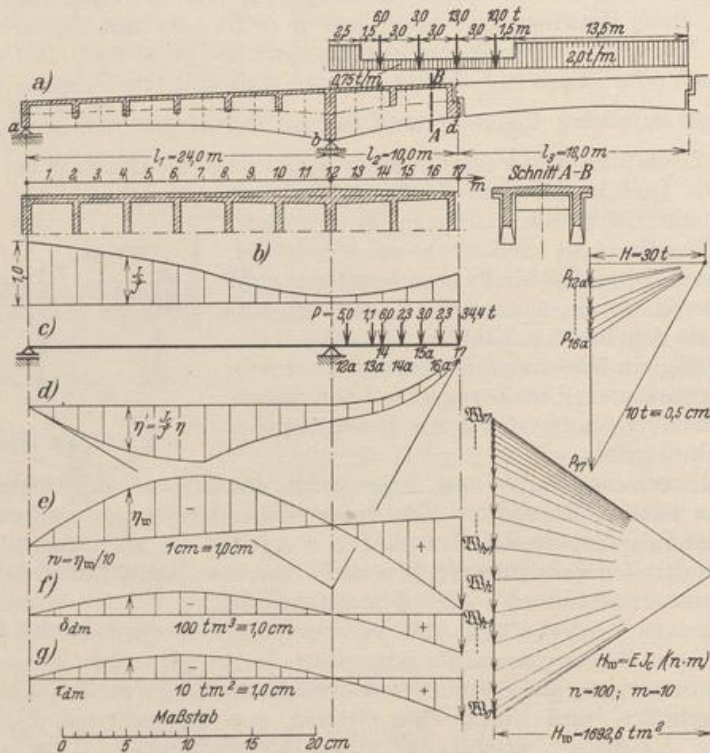 6,0 3,0 13,0 10,0 t
2,5 1,5 3,0 3,0 3,0 1,5 m 13,5 m
0,75 t/m 2,0 t/m
a) B
a b A d
l₁=24,0 m l₂=10,0 m l₃=18,0 m
1. 2. 3. 4. 5. 6. 7. 8. 9. 10. 11. 12 13 14 15 16 17 m
Schnitt A-B
b) H=30 t
1,0
P₁₂ₐ
P₁₆ₐ
c) P= 5,0 1,1 6,0 2,3 3,0 2,3 34,4 t
12a 13a 14 14a 15a 16a 17
10 t=0,5 cm
P₁₇
d) η'=J_c/J η
e) η_w
−
+
w=η_w/10 1 cm=1,0 cm
f)
−
+
δ_dm 100 tm³=1,0 cm
H_w=EJ_c/(n·m)
g)
−
+
τ_dm 10 tm²=1,0 cm
n=100; m=10
Maßstab
H_w=1692,6 tm²
0 5 10 15 20 cm